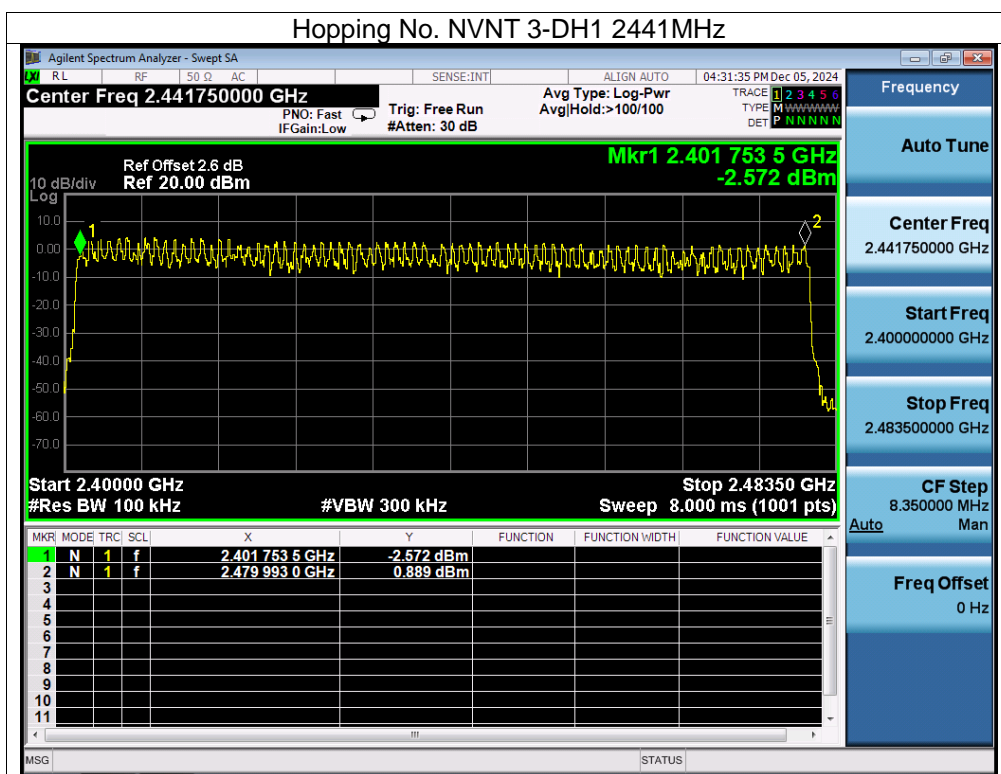 Hopping No. NVNT 3-DH1 2441MHz
Agilent Spectrum Analyzer - Swept SA
LXI RL RF 50 Ω AC SENSE:INT ALIGN AUTO 04:31:35 PM Dec 05, 2024
Center Freq 2.441750000 GHz
PNO: Fast
IFGain:Low
Trig: Free Run
#Atten: 30 dB
Avg Type: Log-Pwr
Avg|Hold:>100/100
TRACE 1 2 3 4 5 6
TYPE M WWWWW
DET P N N N N N
Ref Offset 2.6 dB
10 dB/div Ref 20.00 dBm
Log
Mkr1 2.401 753 5 GHz
-2.572 dBm
10.0
0.00
-10.0
-20.0
-30.0
-40.0
-50.0
-60.0
-70.0
1
2
Start 2.40000 GHz Stop 2.48350 GHz
#Res BW 100 kHz #VBW 300 kHz Sweep 8.000 ms (1001 pts)
MKR MODE TRC SCL X Y FUNCTION FUNCTION WIDTH FUNCTION VALUE
1 N 1 f 2.401 753 5 GHz -2.572 dBm
2 N 1 f 2.479 993 0 GHz 0.889 dBm
3
4
5
6
7
8
9
10
11
MSG STATUS
Frequency
Auto Tune
Center Freq
2.441750000 GHz
Start Freq
2.400000000 GHz
Stop Freq
2.483500000 GHz
CF Step
8.350000 MHz
Auto Man
Freq Offset
0 Hz